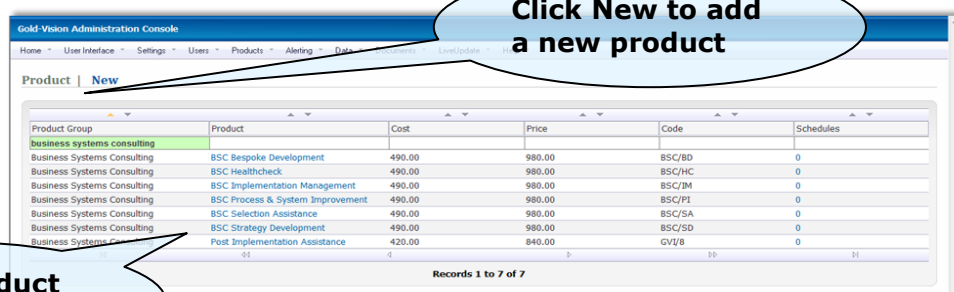 Click New to add
a new product
Gold-Vision Administration Console
Home User Interface Settings Users Products Alerting Data Documents LiveUpdate
Product | New
Product Group Product Cost Price Code Schedules
business systems consulting
Business Systems Consulting BSC Bespoke Development 490.00 980.00 BSC/BD 0
Business Systems Consulting BSC Healthcheck 490.00 980.00 BSC/HC 0
Business Systems Consulting BSC Implementation Management 490.00 980.00 BSC/IM 0
Business Systems Consulting BSC Process & System Improvement 490.00 980.00 BSC/PI 0
Business Systems Consulting BSC Selection Assistance 490.00 980.00 BSC/SA 0
Business Systems Consulting BSC Strategy Development 490.00 980.00 BSC/SD 0
Business Systems Consulting Post Implementation Assistance 420.00 840.00 GVI/8 0
Records 1 to 7 of 7